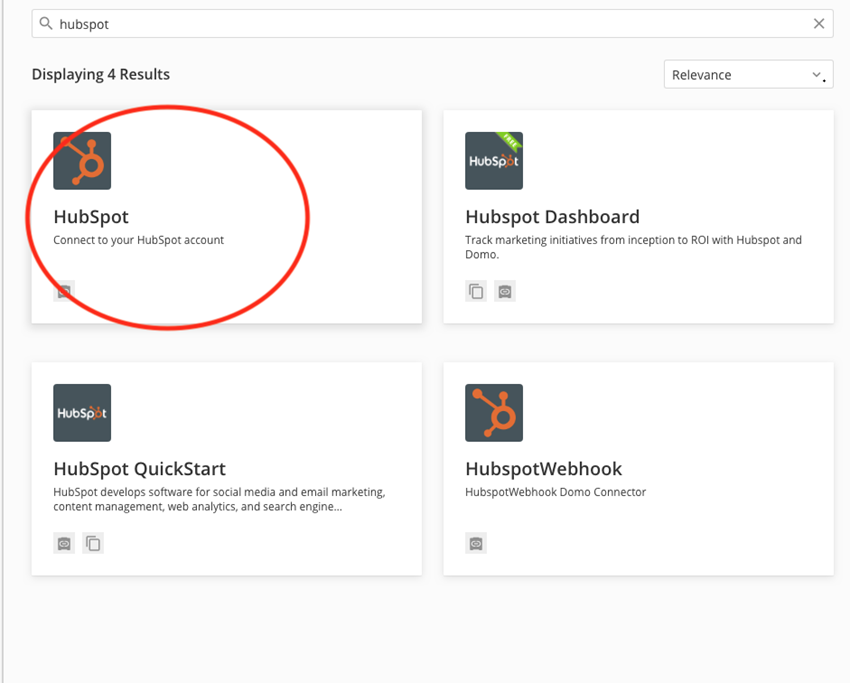 hubspot
Displaying 4 Results
Relevance
HubSpot
Connect to your HubSpot account
FREE
HubSpot
Hubspot Dashboard
Track marketing initiatives from inception to ROI with Hubspot and
Domo.
HubSpot
HubSpot QuickStart
HubSpot develops software for social media and email marketing,
content management, web analytics, and search engine...
HubspotWebhook
HubspotWebhook Domo Connector